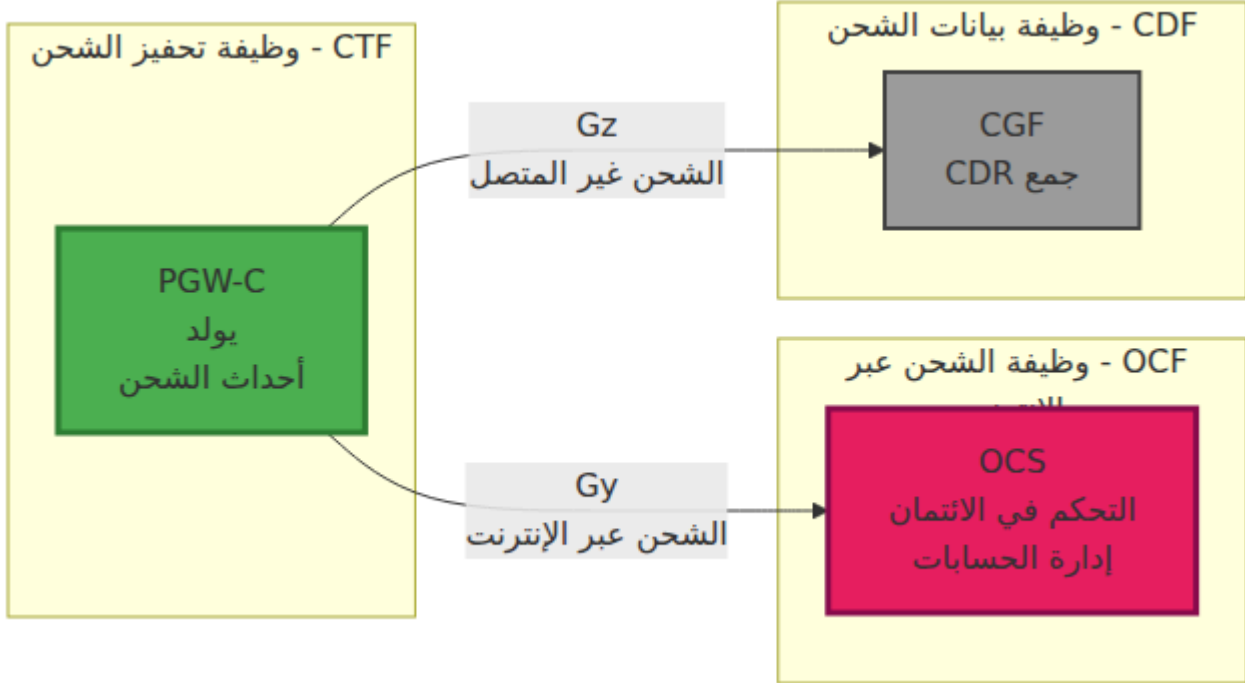 CTF - وظيفة تحفيز الشحن
PGW-C
يولد
أحداث الشحن
Gz
الشحن غير المتصل
Gy
الشحن عبر الإنترنت
CDF - وظيفة بيانات الشحن
CGF
جمع CDR
OCF - وظيفة الشحن عبر
OCS
التحكم في الائتمان
إدارة الحسابات